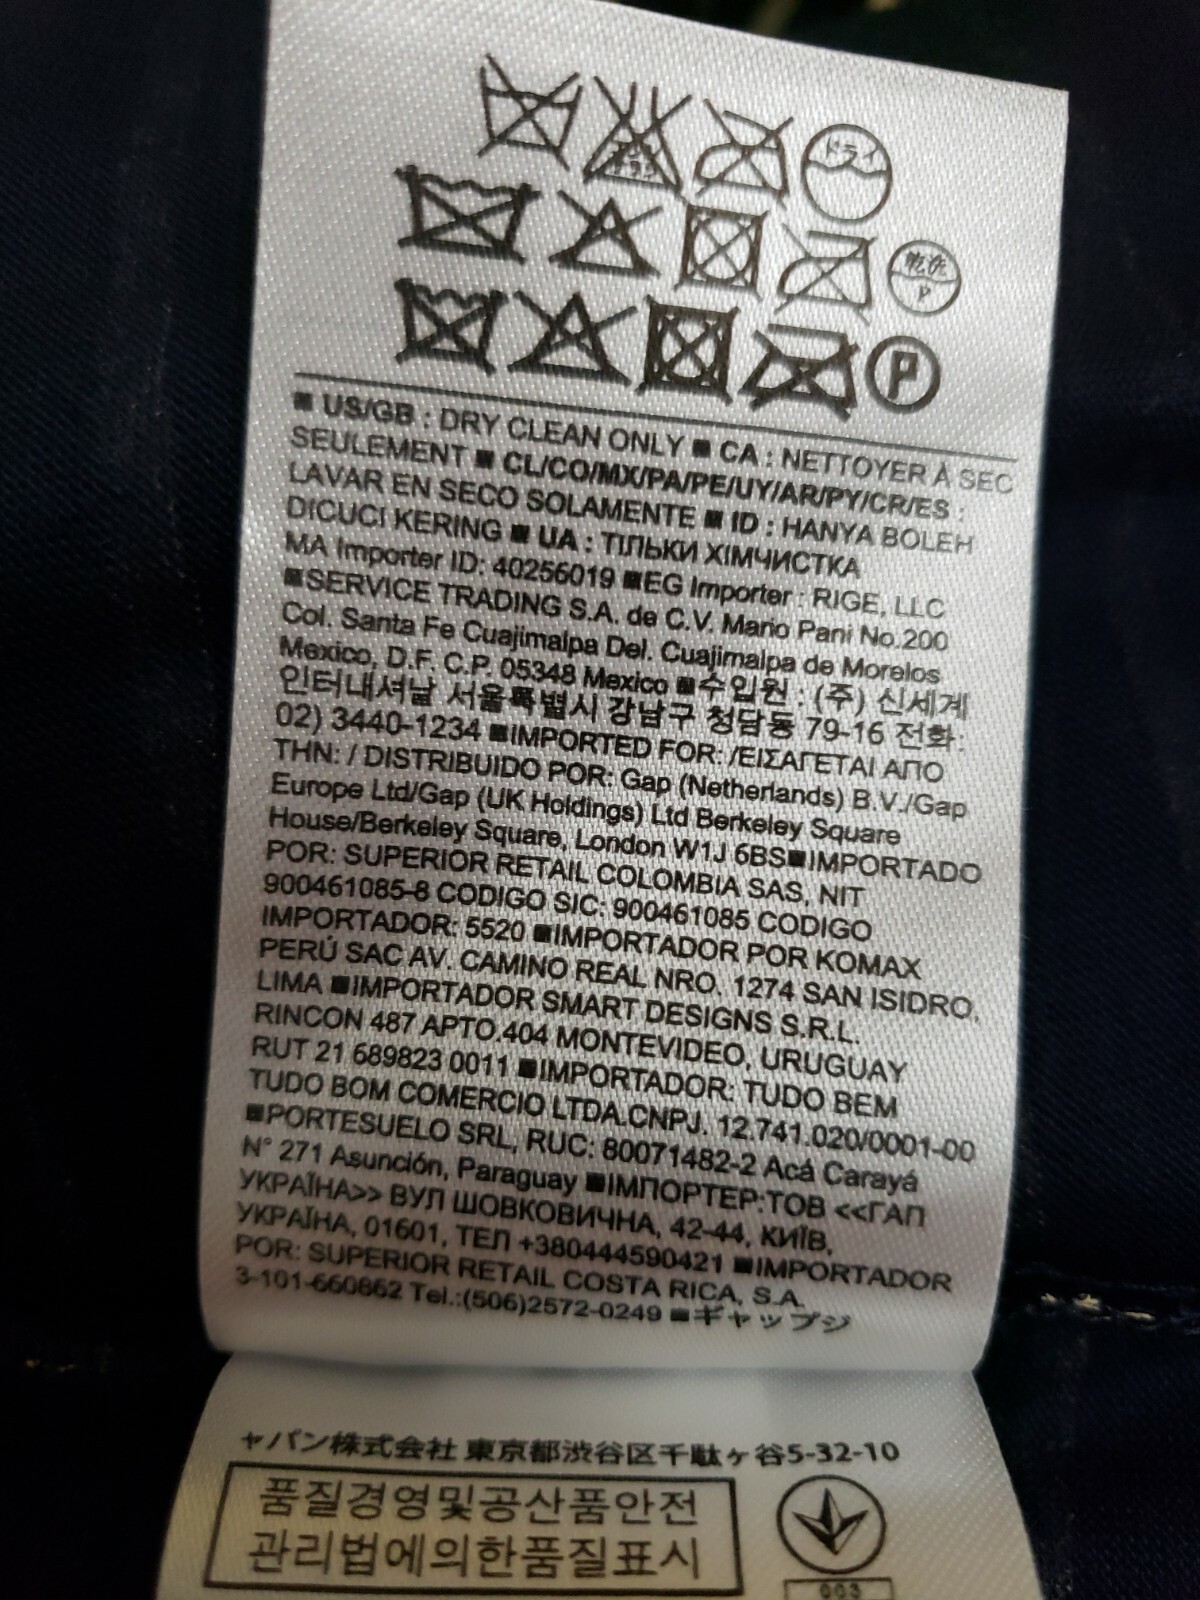 ドライ
エンソ
サラシ
乾洗
P
P
■ US/GB : DRY CLEAN ONLY ■ CA : NETTOYER À SEC
SEULEMENT ■ CL/CO/MX/PA/PE/UY/AR/PY/CR/ES :
LAVAR EN SECO SOLAMENTE ■ ID : HANYA BOLEH
DICUCI KERING ■ UA : ТІЛЬКИ ХІМЧИСТКА
MA Importer ID: 40256019 ■EG Importer : RIGE, LLC
■SERVICE TRADING S.A. de C.V. Mario Pani No.200
Col. Santa Fe Cuajimalpa Del. Cuajimalpa de Morelos
Mexico, D.F. C.P. 05348 Mexico ■수입원 : (주) 신세계
인터내셔날 서울특별시 강남구 청담동 79-16 전화:
02) 3440-1234 ■IMPORTED FOR: /ΕΙΣΑΓΕΤΑΙ ΑΠΟ
THN: / DISTRIBUIDO POR: Gap (Netherlands) B.V./Gap
Europe Ltd/Gap (UK Holdings) Ltd Berkeley Square
House/Berkeley Square, London W1J 6BS■IMPORTADO
POR: SUPERIOR RETAIL COLOMBIA SAS, NIT
900461085-8 CODIGO SIC: 900461085 CODIGO
IMPORTADOR: 5520 ■IMPORTADOR POR KOMAX
PERÚ SAC AV. CAMINO REAL NRO. 1274 SAN ISIDRO,
LIMA ■IMPORTADOR SMART DESIGNS S.R.L.
RINCON 487 APTO.404 MONTEVIDEO, URUGUAY
RUT 21 689823 0011 ■IMPORTADOR: TUDO BEM
TUDO BOM COMERCIO LTDA.CNPJ. 12.741.020/0001-00
■PORTESUELO SRL, RUC: 80071482-2 Acá Carayá
N° 271 Asunción, Paraguay ■ІМПОРТЕР:ТОВ <<ГАП
УКРАЇНА>> ВУЛ ШОВКОВИЧНА, 42-44, КИЇВ,
УКРАЇНА, 01601, ТЕЛ +380444590421 ■IMPORTADOR
POR: SUPERIOR RETAIL COSTA RICA, S.A.
3-101-660862 Tel.:(506)2572-0249 ■ギャップジ
ャパン株式会社 東京都渋谷区千駄ヶ谷5-32-10
품질경영및공산품안전
관리법에의한품질표시
003